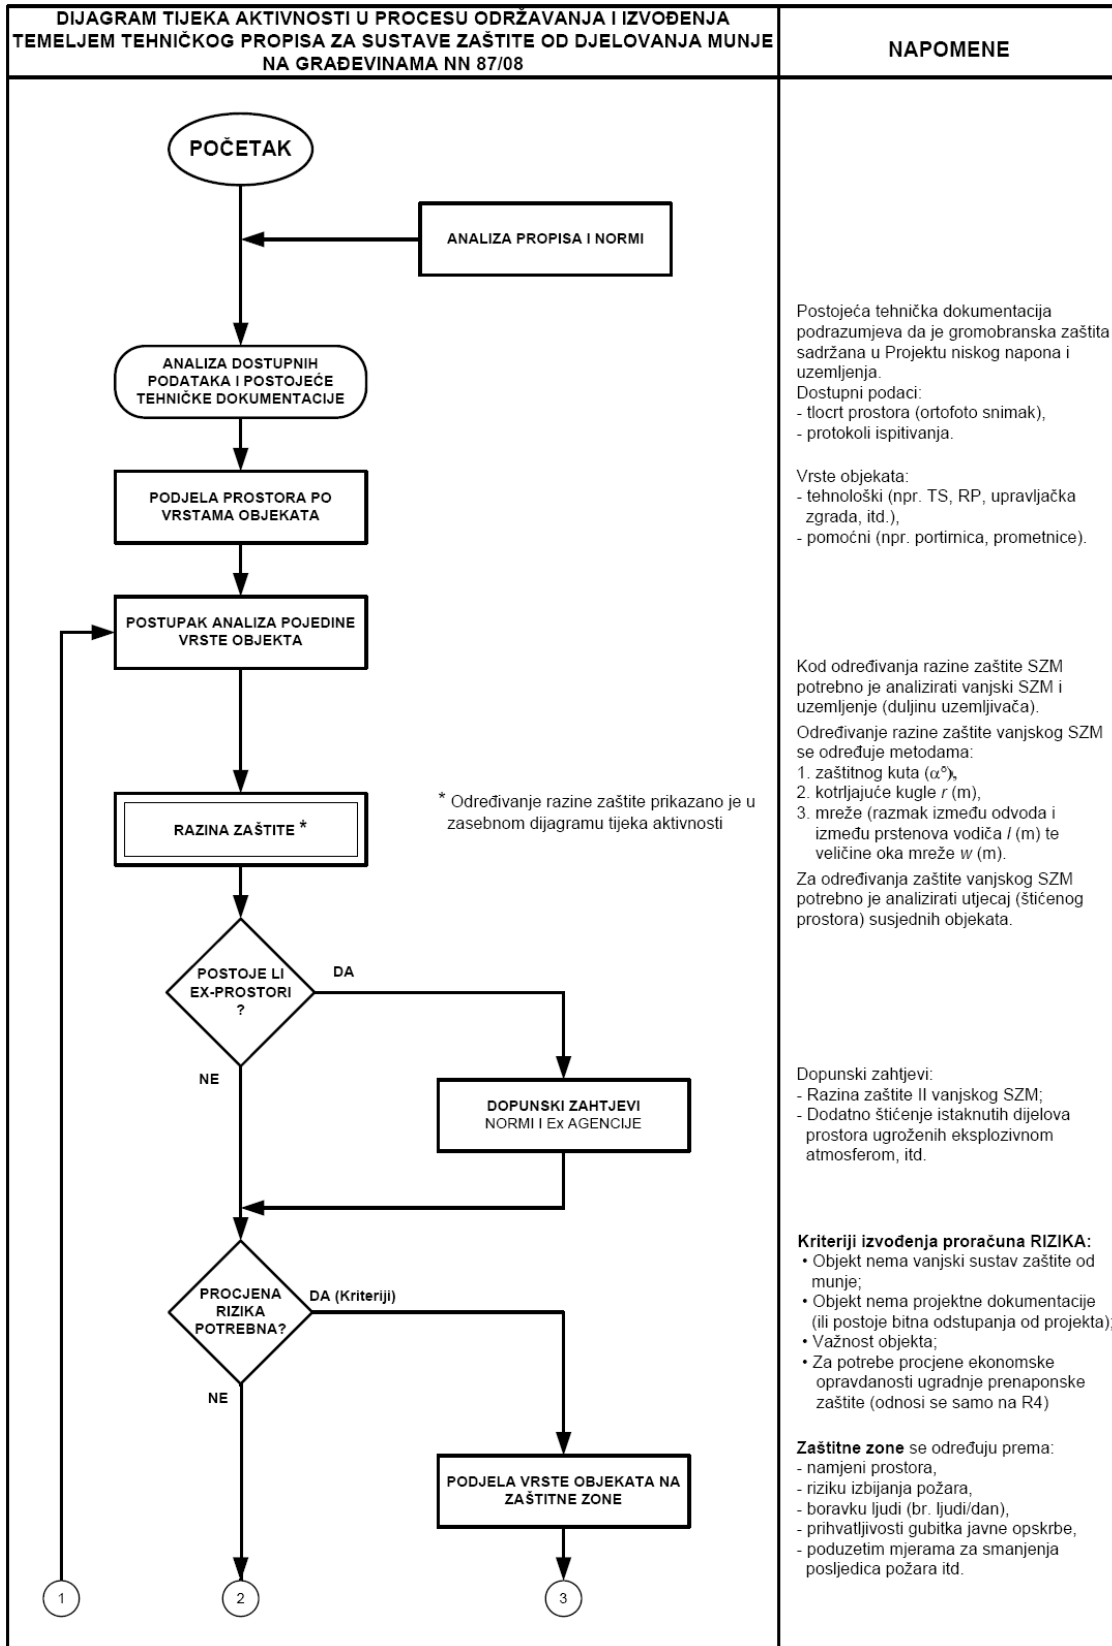 DIJAGRAM TIJEKA AKTIVNOSTI U PROCESU ODRŽAVANJA I IZVOĐENJA
TEMELJEM TEHNIČKOG PROPISA ZA SUSTAVE ZAŠTITE OD DJELOVANJA MUNJE
NA GRAĐEVINAMA NN 87/08
NAPOMENE
POČETAK
ANALIZA PROPISA I NORMI
ANALIZA DOSTUPNIH
PODATAKA I POSTOJEĆE
TEHNIČKE DOKUMENTACIJE
Postojeća tehnička dokumentacija
podrazumjeva da je gromobranska zaštita
sadržana u Projektu niskog napona i
uzemljenja.
Dostupni podaci:
- tlocrt prostora (ortofoto snimak),
- protokoli ispitivanja.
PODJELA PROSTORA PO
VRSTAMA OBJEKATA
Vrste objekata:
- tehnološki (npr. TS, RP, upravljačka
zgrada, itd.),
- pomoćni (npr. portirnica, prometnice).
POSTUPAK ANALIZA POJEDINE
VRSTE OBJEKTA
RAZINA ZAŠTITE *
* Određivanje razine zaštite prikazano je u
zasebnom dijagramu tijeka aktivnosti
Kod određivanja razine zaštite SZM
potrebno je analizirati vanjski SZM i
uzemljenje (duljinu uzemljivača).
Određivanje razine zaštite vanjskog SZM
se određuje metodama:
1. zaštitnog kuta (α°),
2. kotrljajuće kugle r (m),
3. mreže (razmak između odvoda i
između prstenova vodiča l (m) te
veličine oka mreže w (m).
Za određivanja zaštite vanjskog SZM
potrebno je analizirati utjecaj (štićenog
prostora) susjednih objekata.
POSTOJE LI
EX-PROSTORI
?
DA
NE
DOPUNSKI ZAHTJEVI
NORMI I Ex AGENCIJE
Dopunski zahtjevi:
- Razina zaštite II vanjskog SZM;
- Dodatno štićenje istaknutih dijelova
prostora ugroženih eksplozivnom
atmosferom, itd.
PROCJENA
RIZIKA
POTREBNA?
DA (Kriteriji)
NE
Kriteriji izvođenja proračuna RIZIKA:
• Objekt nema vanjski sustav zaštite od
munje;
• Objekt nema projektne dokumentacije
(ili postoje bitna odstupanja od projekta);
• Važnost objekta;
• Za potrebe procjene ekonomske
opravdanosti ugradnje prenaponske
zaštite (odnosi se samo na R4)
PODJELA VRSTE OBJEKATA NA
ZAŠTITNE ZONE
Zaštitne zone se određuju prema:
- namjeni prostora,
- riziku izbijanja požara,
- boravku ljudi (br. ljudi/dan),
- prihvatljivosti gubitka javne opskrbe,
- poduzetim mjerama za smanjenja
posljedica požara itd.
1
2
3